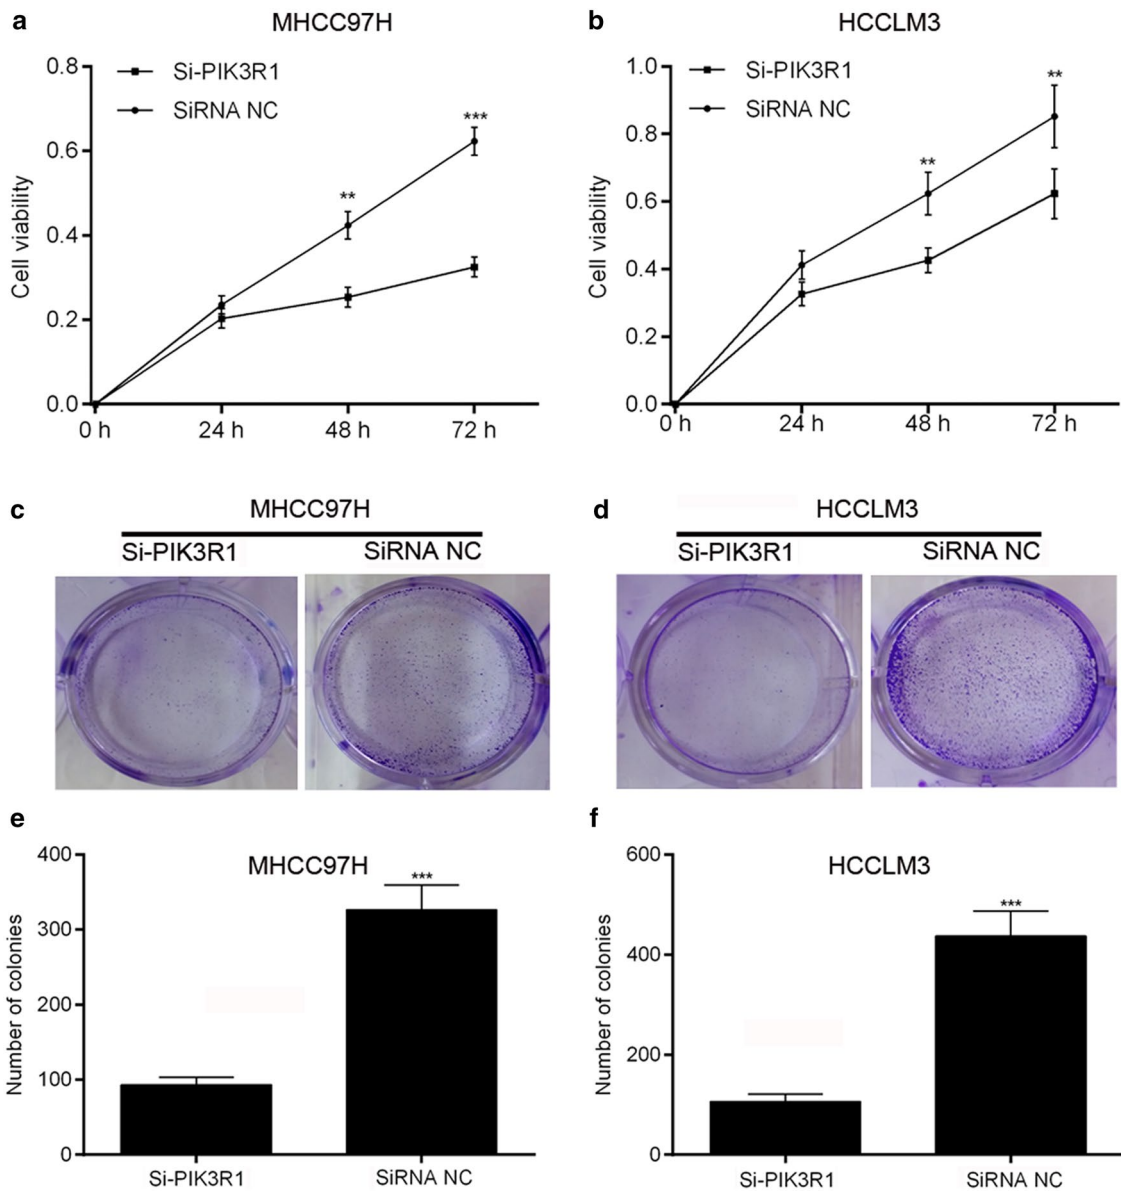 a
MHCC97H
0.8
0.6
0.4
0.2
0.0
Cell viability
Si-PIK3R1
SiRNA NC
**
***
0 h
24 h
48 h
72 h
b
HCCLM3
1.0
0.8
0.6
0.4
0.2
0.0
Cell viability
Si-PIK3R1
SiRNA NC
**
**
0 h
24 h
48 h
72 h
c
MHCC97H
Si-PIK3R1
SiRNA NC
d
HCCLM3
Si-PIK3R1
SiRNA NC
e
MHCC97H
400
300
200
100
0
Number of colonies
***
Si-PIK3R1
SiRNA NC
f
HCCLM3
600
400
200
0
Number of colonies
***
Si-PIK3R1
SiRNA NC